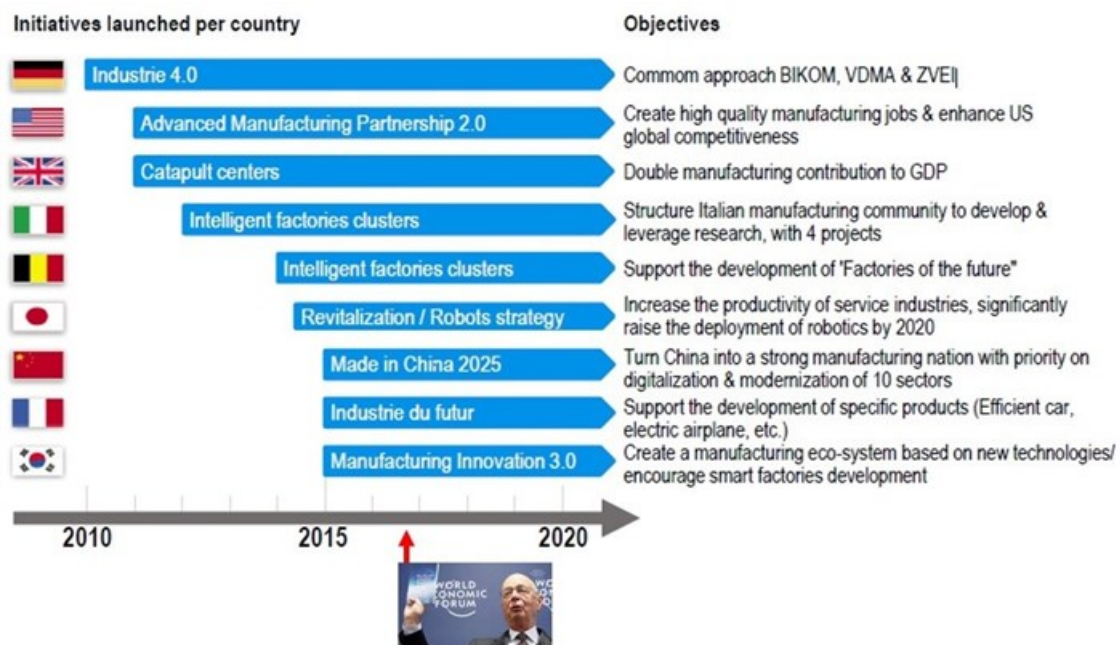 Initiatives launched per country
Objectives
Industrie 4.0
Commom approach BIKOM, VDMA & ZVEI
Advanced Manufacturing Partnership 2.0
Create high quality manufacturing jobs & enhance US
global competitiveness
Catapult centers
Double manufacturing contribution to GDP
Intelligent factories clusters
Structure Italian manufacturing community to develop &
leverage research, with 4 projects
Intelligent factories clusters
Support the development of "Factories of the future"
Revitalization / Robots strategy
Increase the productivity of service industries, significantly
raise the deployment of robotics by 2020
Made in China 2025
Turn China into a strong manufacturing nation with priority on
digitalization & modernization of 10 sectors
Industrie du futur
Support the development of specific products (Efficient car,
electric airplane, etc.)
Manufacturing Innovation 3.0
Create a manufacturing eco-system based on new technologies/
encourage smart factories development
2010
2015
2020
WORLD
ECONOMIC
FORUM